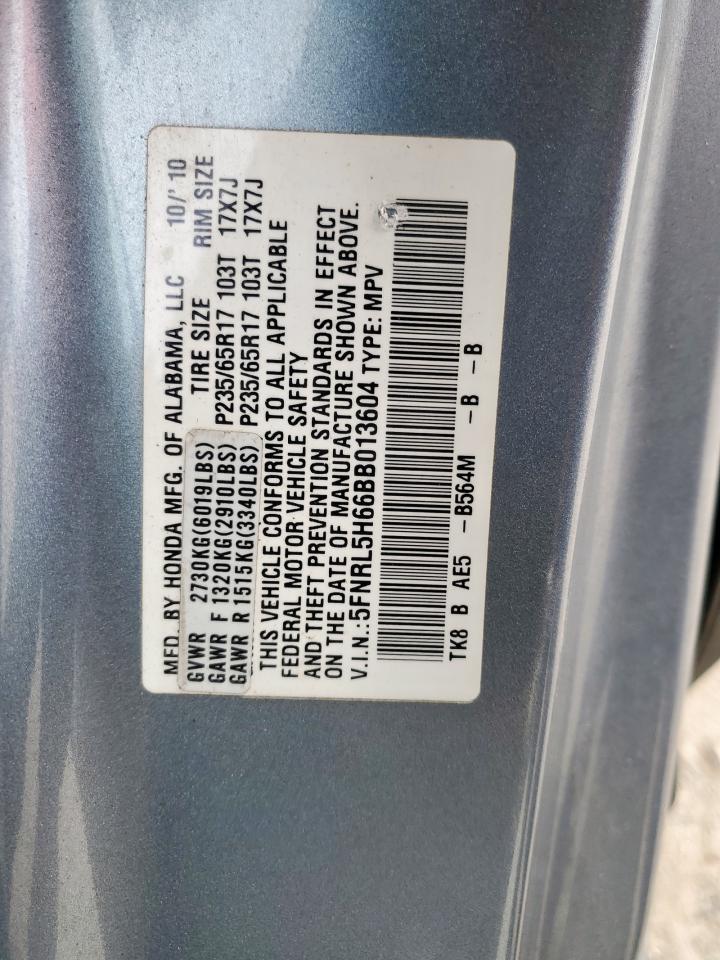 MFD. BY HONDA MFG. OF ALABAMA, LLC 10/'10
TIRE SIZE RIM SIZE
GVWR 2730KG(6019LBS)
GAWR F 1320KG(2910LBS) P235/65R17 103T 17X7J
GAWR R 1515KG(3340LBS) P235/65R17 103T 17X7J
THIS VEHICLE CONFORMS TO ALL APPLICABLE
FEDERAL MOTOR VEHICLE SAFETY
AND THEFT PREVENTION STANDARDS IN EFFECT
ON THE DATE OF MANUFACTURE SHOWN ABOVE.
V.I.N.:5FNRL5H66BB013604 TYPE: MPV
TK8 B AE5 -B564M -B -B